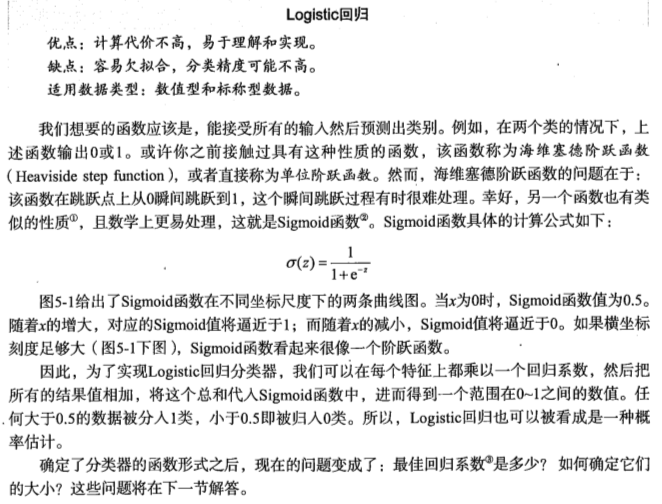 Logistic回归
优点：计算代价不高，易于理解和实现。
缺点：容易欠拟合，分类精度可能不高。
适用数据类型：数值型和标称型数据。
我们想要的函数应该是，能接受所有的输入然后预测出类别。例如，在两个类的情况下，上
述函数输出0或1。或许你之前接触过具有这种性质的函数，该函数称为海维塞德阶跃函数
（Heaviside step function），或者直接称为单位阶跃函数。然而，海维塞德阶跃函数的问题在于：
该函数在跳跃点上从0瞬间跳跃到1，这个瞬间跳跃过程有时很难处理。幸好，另一个函数也有类
似的性质①，且数学上更易处理，这就是Sigmoid函数②。Sigmoid函数具体的计算公式如下：
σ(z) = 1 / (1 + e^-z)
图5-1给出了Sigmoid函数在不同坐标尺度下的两条曲线图。当x为0时，Sigmoid函数值为0.5。
随着x的增大，对应的Sigmoid值将逼近于1；而随着x的减小，Sigmoid值将逼近于0。如果横坐标
刻度足够大（图5-1下图），Sigmoid函数看起来很像一个阶跃函数。
因此，为了实现Logistic回归分类器，我们可以在每个特征上都乘以一个回归系数，然后把
所有的结果值相加，将这个总和代入Sigmoid函数中，进而得到一个范围在0~1之间的数值。任
何大于0.5的数据被分入1类，小于0.5即被归入0类。所以，Logistic回归也可以被看成是一种概
率估计。
确定了分类器的函数形式之后，现在的问题变成了：最佳回归系数③是多少？如何确定它们
的大小？这些问题将在下一节解答。